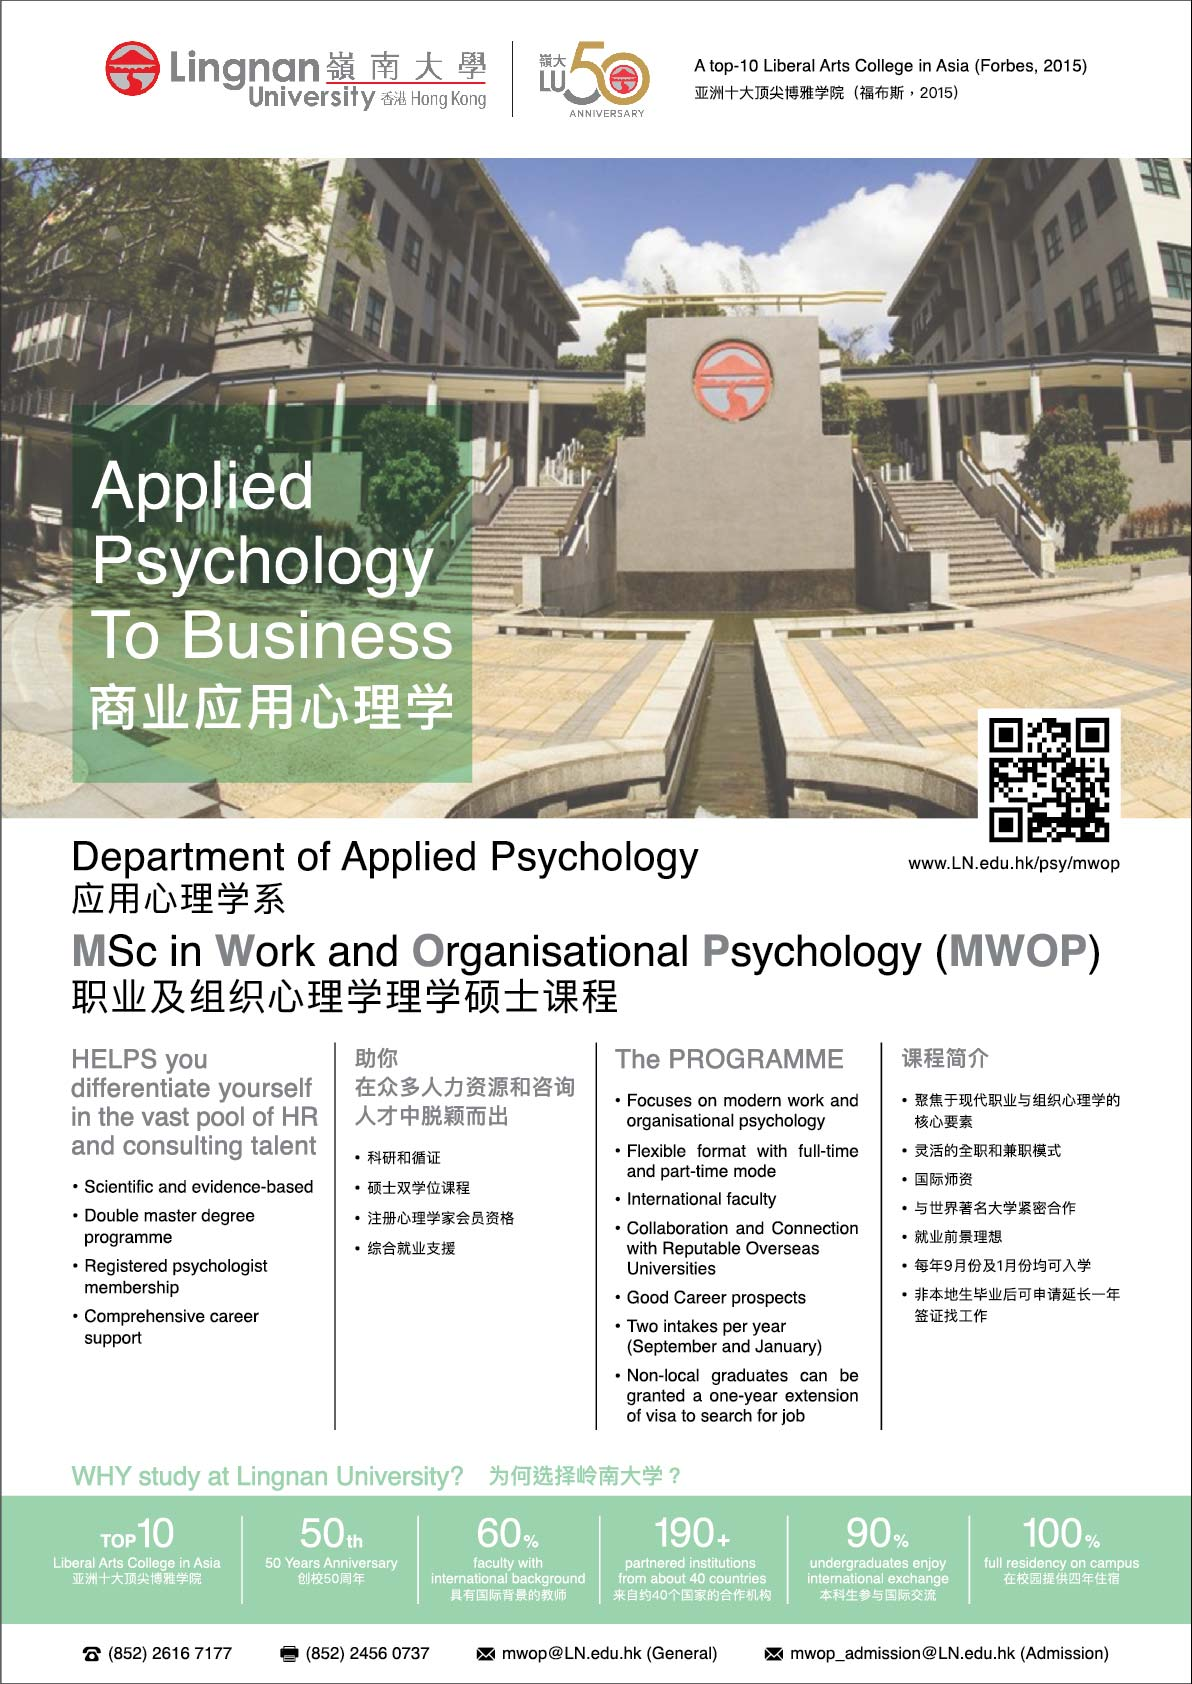 Lingnan 嶺南大學
University 香港 Hong Kong
嶺大
LU50
ANNIVERSARY
A top-10 Liberal Arts College in Asia (Forbes, 2015)
亚洲十大顶尖博雅学院（福布斯，2015）
Applied
Psychology
To Business
商业应用心理学
www.LN.edu.hk/psy/mwop
Department of Applied Psychology
应用心理学系
MSc in Work and Organisational Psychology (MWOP)
职业及组织心理学理学硕士课程
HELPS you
differentiate yourself
in the vast pool of HR
and consulting talent
• Scientific and evidence-based
• Double master degree
programme
• Registered psychologist
membership
• Comprehensive career
support
助你
在众多人力资源和咨询
人才中脱颖而出
• 科研和循证
• 硕士双学位课程
• 注册心理学家会员资格
• 综合就业支援
The PROGRAMME
• Focuses on modern work and
organisational psychology
• Flexible format with full-time
and part-time mode
• International faculty
• Collaboration and Connection
with Reputable Overseas
Universities
• Good Career prospects
• Two intakes per year
(September and January)
• Non-local graduates can be
granted a one-year extension
of visa to search for job
课程简介
• 聚焦于现代职业与组织心理学的
核心要素
• 灵活的全职和兼职模式
• 国际师资
• 与世界著名大学紧密合作
• 就业前景理想
• 每年9月份及1月份均可入学
• 非本地生毕业后可申请延长一年
签证找工作
WHY study at Lingnan University? 为何选择岭南大学？
TOP10
Liberal Arts College in Asia
亚洲十大顶尖博雅学院
50th
50 Years Anniversary
创校50周年
60%
faculty with
international background
具有国际背景的教师
190+
partnered institutions
from about 40 countries
来自约40个国家的合作机构
90%
undergraduates enjoy
international exchange
本科生参与国际交流
100%
full residency on campus
在校园提供四年住宿
(852) 2616 7177
(852) 2456 0737
mwop@LN.edu.hk (General)
mwop_admission@LN.edu.hk (Admission)